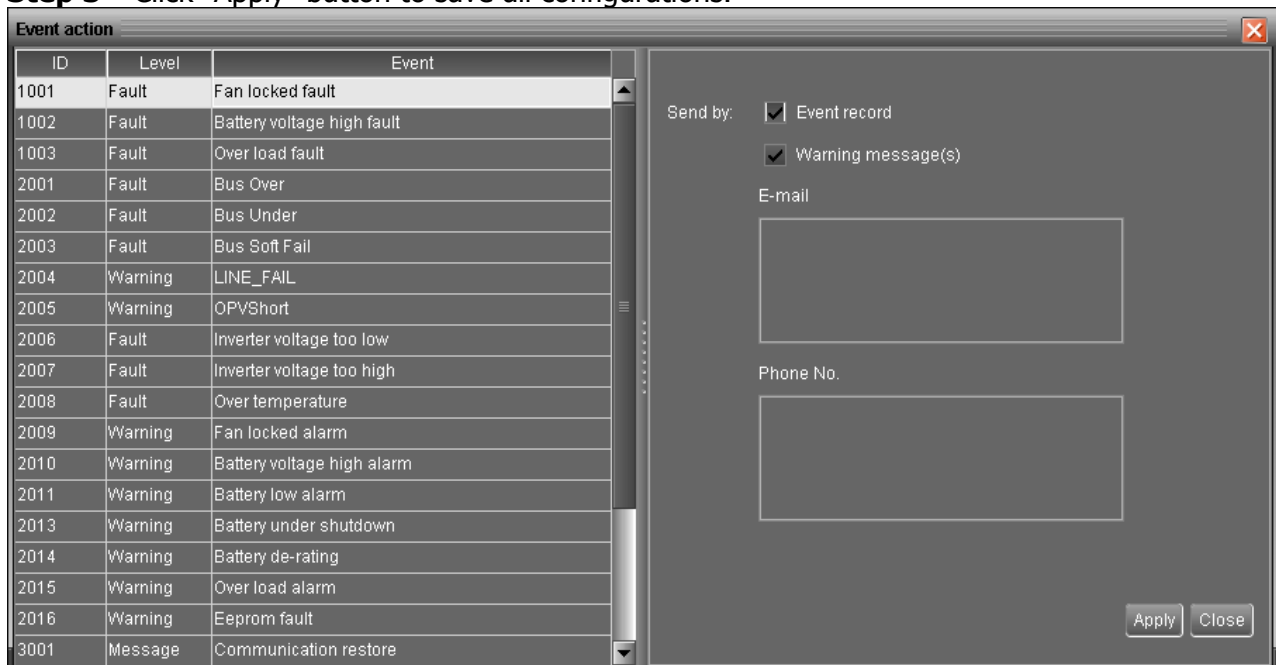 Step 3 Click "Apply" button to save all configurations.
Event action
ID Level Event
1001 Fault Fan locked fault
1002 Fault Battery voltage high fault
1003 Fault Over load fault
2001 Fault Bus Over
2002 Fault Bus Under
2003 Fault Bus Soft Fail
2004 Warning LINE_FAIL
2005 Warning OPVShort
2006 Fault Inverter voltage too low
2007 Fault Inverter voltage too high
2008 Fault Over temperature
2009 Warning Fan locked alarm
2010 Warning Battery voltage high alarm
2011 Warning Battery low alarm
2013 Warning Battery under shutdown
2014 Warning Battery de-rating
2015 Warning Over load alarm
2016 Warning Eeprom fault
3001 Message Communication restore
Send by: Event record
Warning message(s)
E-mail
Phone No.
Apply Close